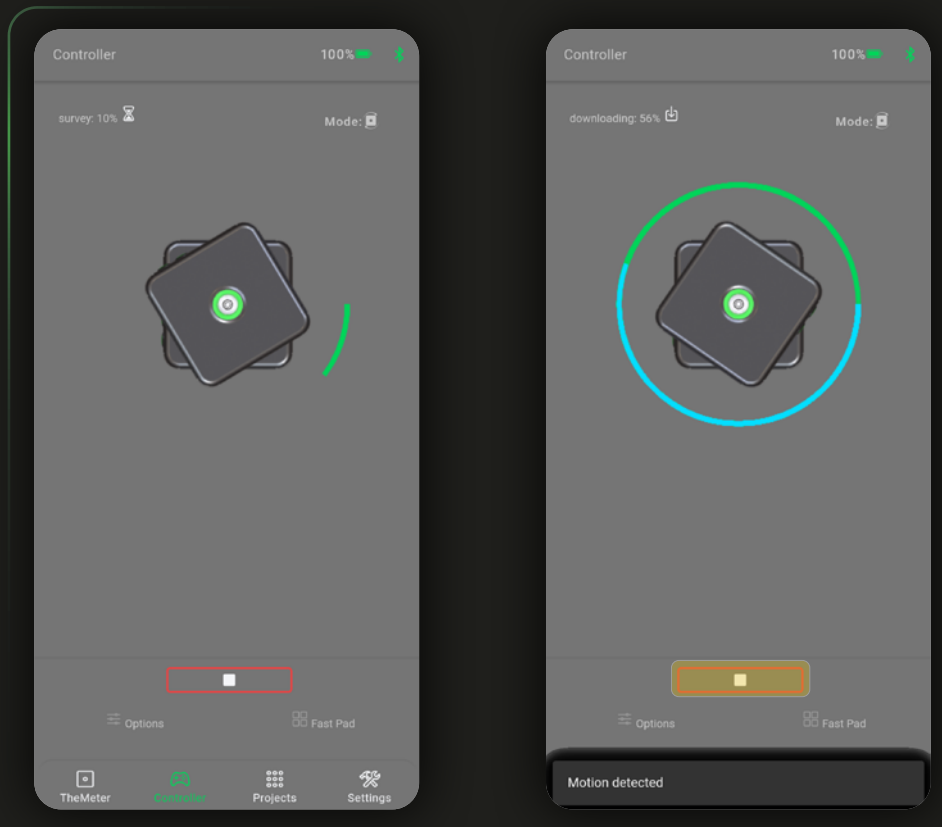 Controller 100%
survey: 10%
Mode:
Options Fast Pad
TheMeter Controller Projects Settings
Controller 100%
downloading: 56%
Mode:
Options Fast Pad
Motion detected